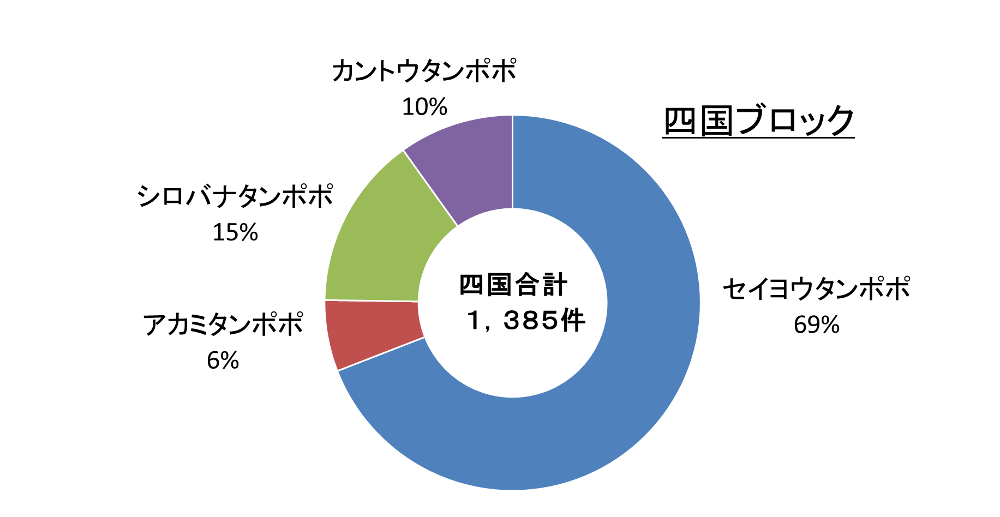 カントウタンポポ
10%
四国ブロック
シロバナタンポポ
15%
四国合計
１，３８５件
セイヨウタンポポ
69%
アカミタンポポ
6%